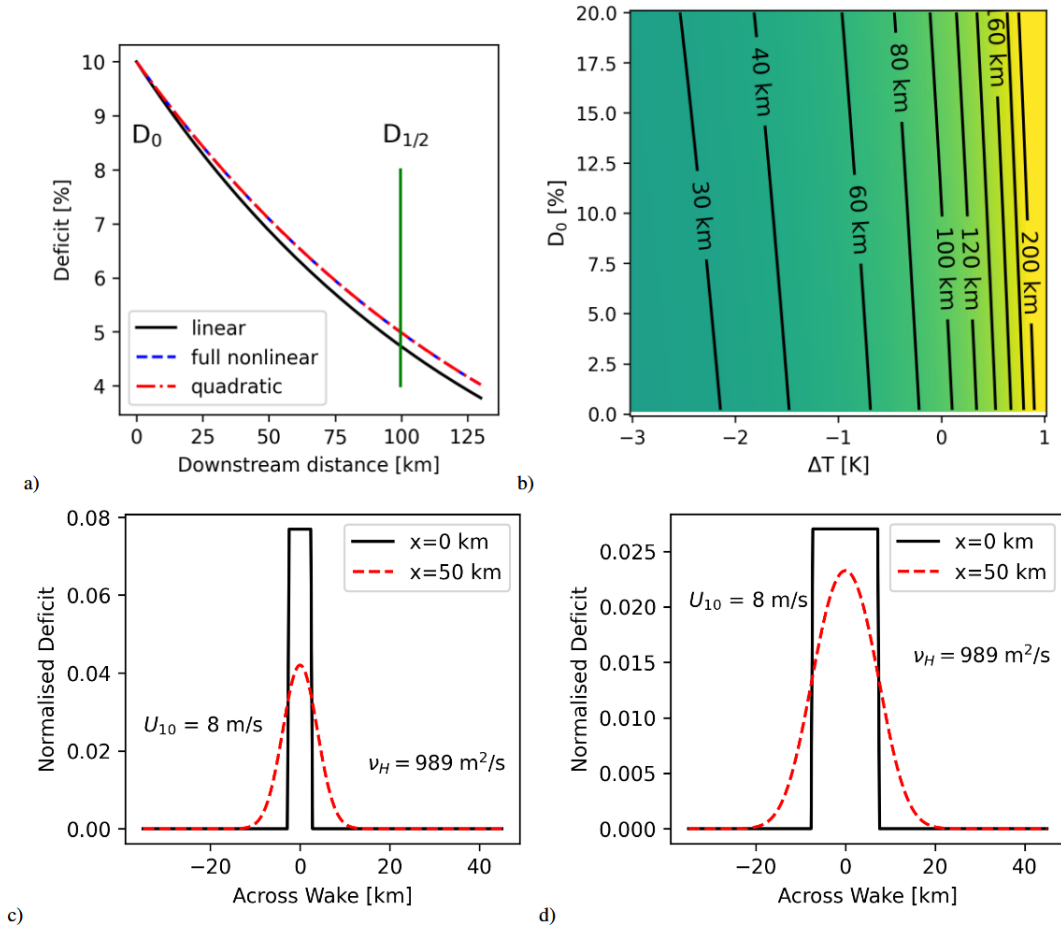 10
9
8
7
6
5
4
Deficit [%]
D₀
D₁/₂
linear
full nonlinear
quadratic
0
25
50
75
100
125
Downstream distance [km]
a)
20.0
17.5
15.0
12.5
10.0
7.5
5.0
2.5
0.0
D₀ [%]
30 km
40 km
60 km
80 km
100 km
120 km
60 km
200 km
−3
−2
−1
0
1
ΔT [K]
b)
0.08
0.06
0.04
0.02
0.00
Normalised Deficit
x=0 km
x=50 km
U₁₀ = 8 m/s
ν_H = 989 m²/s
−20
0
20
40
Across Wake [km]
c)
0.025
0.020
0.015
0.010
0.005
0.000
Normalised Deficit
x=0 km
x=50 km
U₁₀ = 8 m/s
ν_H = 989 m²/s
−20
0
20
40
Across Wake [km]
d)